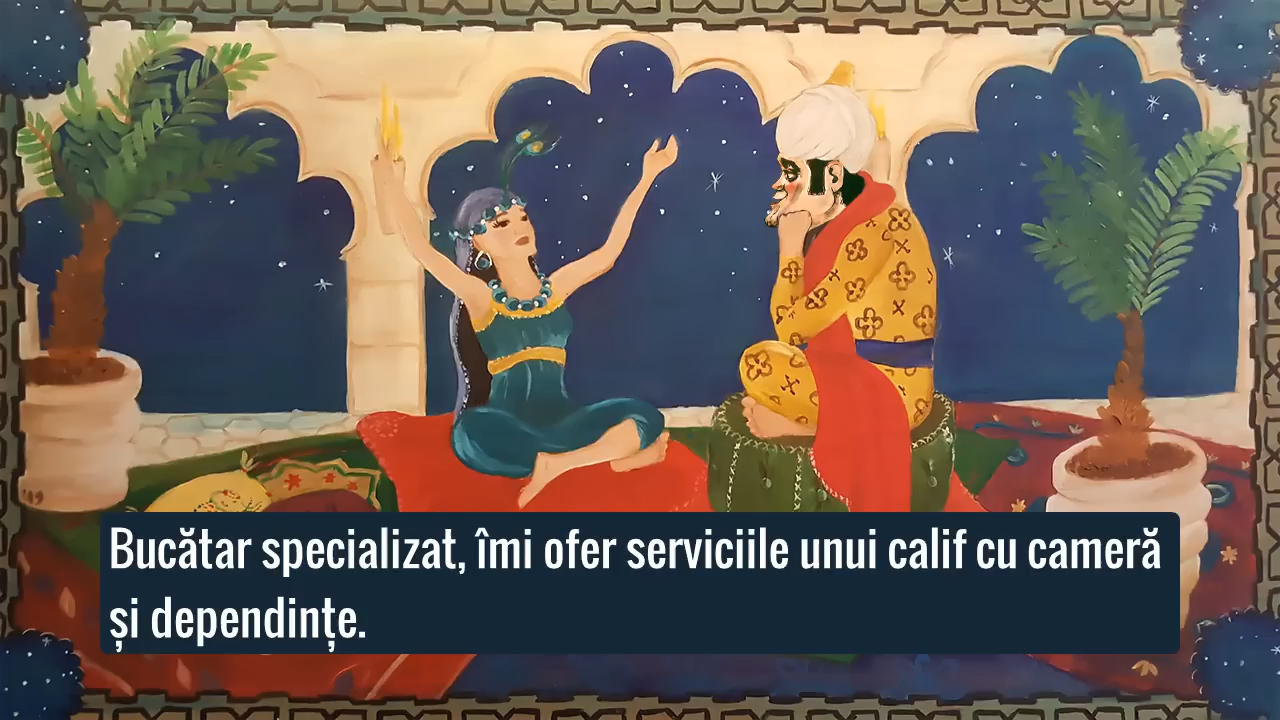 Bucătar specializat, îmi ofer serviciile unui calif cu cameră
și dependințe.